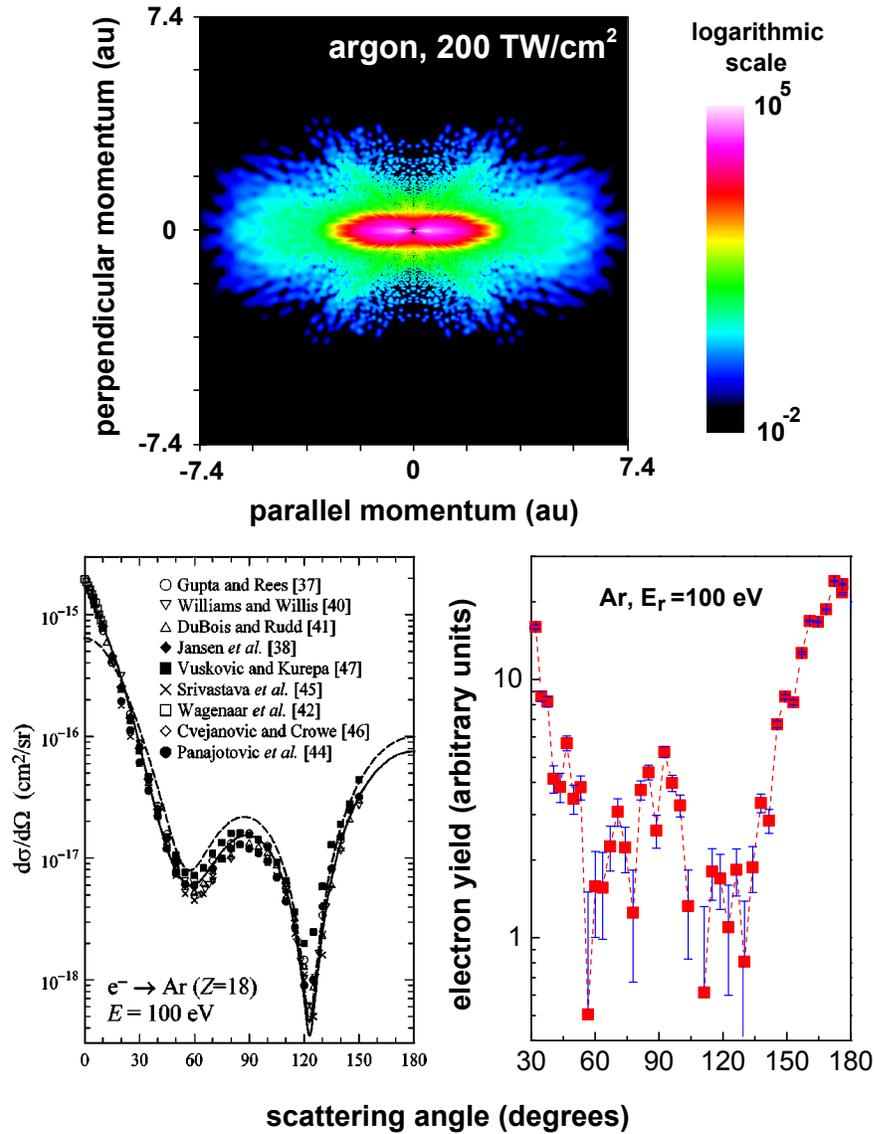 argon, 200 TW/cm²
logarithmic
scale
10⁵
10⁻²
perpendicular momentum (au)
7.4
0
-7.4
-7.4
0
7.4
parallel momentum (au)
dσ/dΩ (cm²/sr)
10⁻¹⁵
10⁻¹⁶
10⁻¹⁷
10⁻¹⁸
Gupta and Rees [37]
Williams and Willis [40]
DuBois and Rudd [41]
Jansen et al. [38]
Vuskovic and Kurepa [47]
Srivastava et al. [45]
Wagenaar et al. [42]
Cvejanovic and Crowe [46]
Panajotovic et al. [44]
e⁻ → Ar (Z=18)
E = 100 eV
0 30 60 90 120 150 180
electron yield (arbitrary units)
Ar, Eᵣ =100 eV
10
1
30 60 90 120 150 180
scattering angle (degrees)